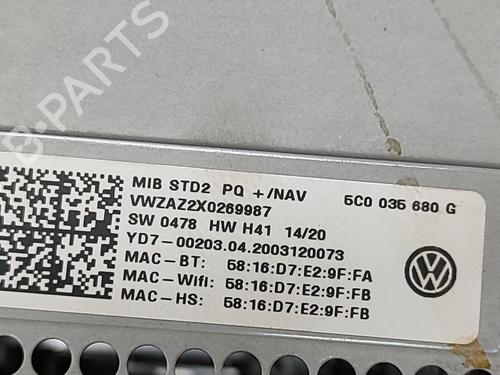 B-PARTS
MIB STD2 PQ +/NAV 5C0 035 680 G
VWZAZ2X0269987
SW 0478 HW H41 14/20
YD7-00203.04.2003120073
MAC-BT: 58:16:D7:E2:9F:FA
MAC-Wifi: 58:16:D7:E2:9F:FB
MAC-HS: 58:16:D7:E2:9F:FB